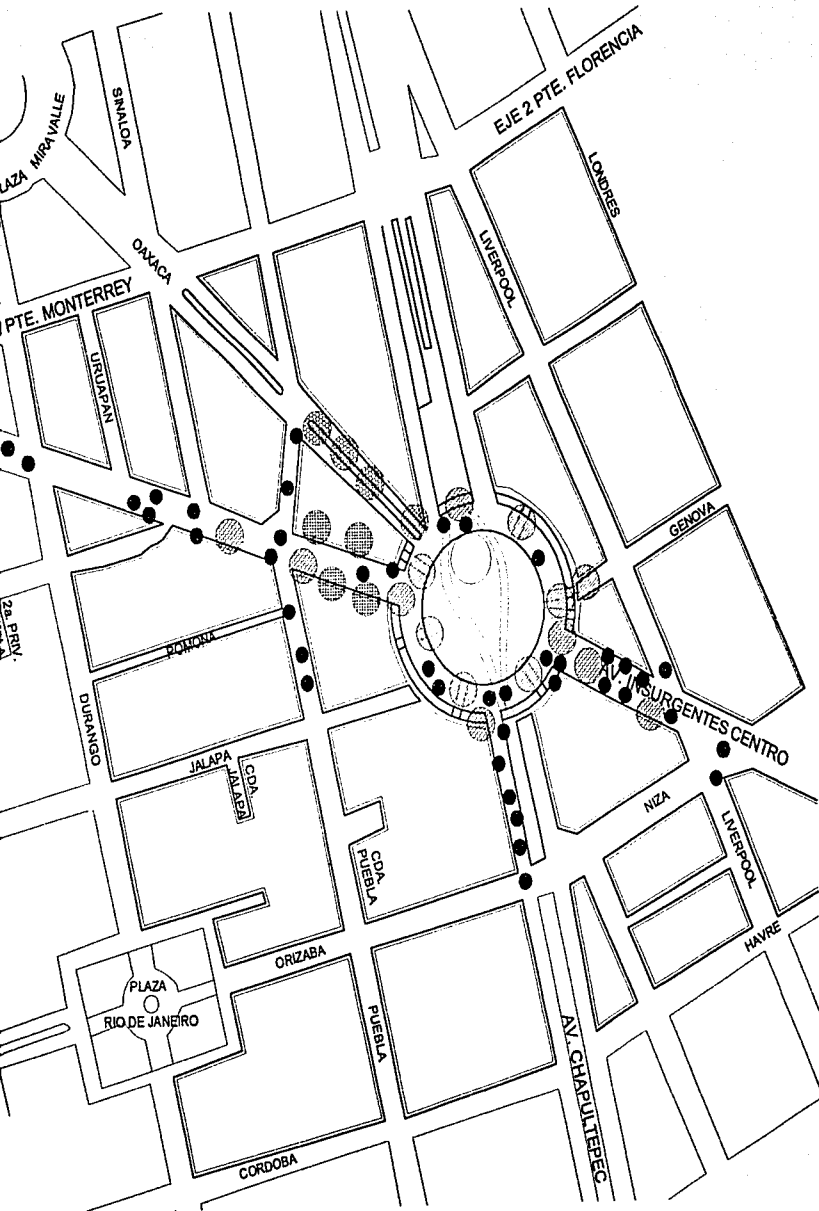 EJE 2 PTE. FLORENCIA
SINALOA
MIRAVALLE
LONDRES
OAXACA
LIVERPOOL
PTE. MONTERREY
URUAPAN
GENOVA
2a. PRIV.
POMONA
DURANGO
AV. INSURGENTES CENTRO
JALAPA
CDA.
JALAPA
NIZA
LIVERPOOL
CDA.
PUEBLA
HAVRE
ORIZABA
PLAZA
RIO DE JANEIRO
PUEBLA
AV. CHAPULTEPEC
CORDOBA